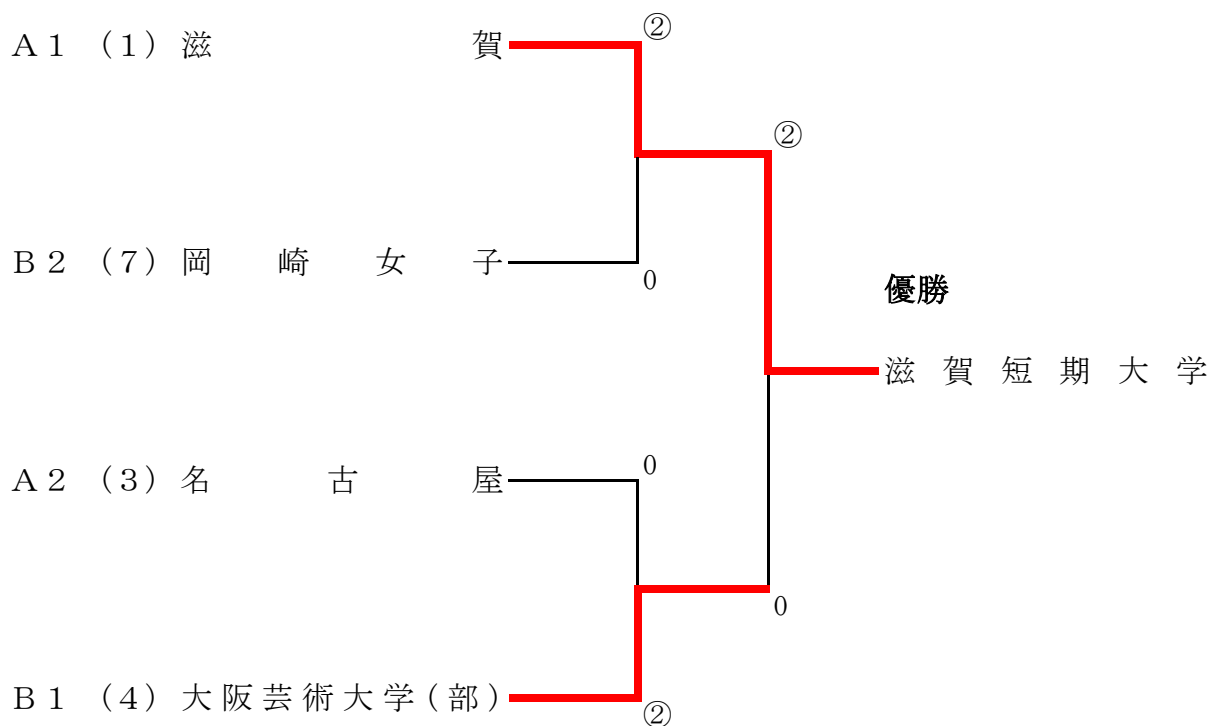 A1 (1) 滋賀
②
②
B2 (7) 岡崎女子
0
優勝
滋賀短期大学
A2 (3) 名古屋
0
0
B1 (4) 大阪芸術大学(部)
②